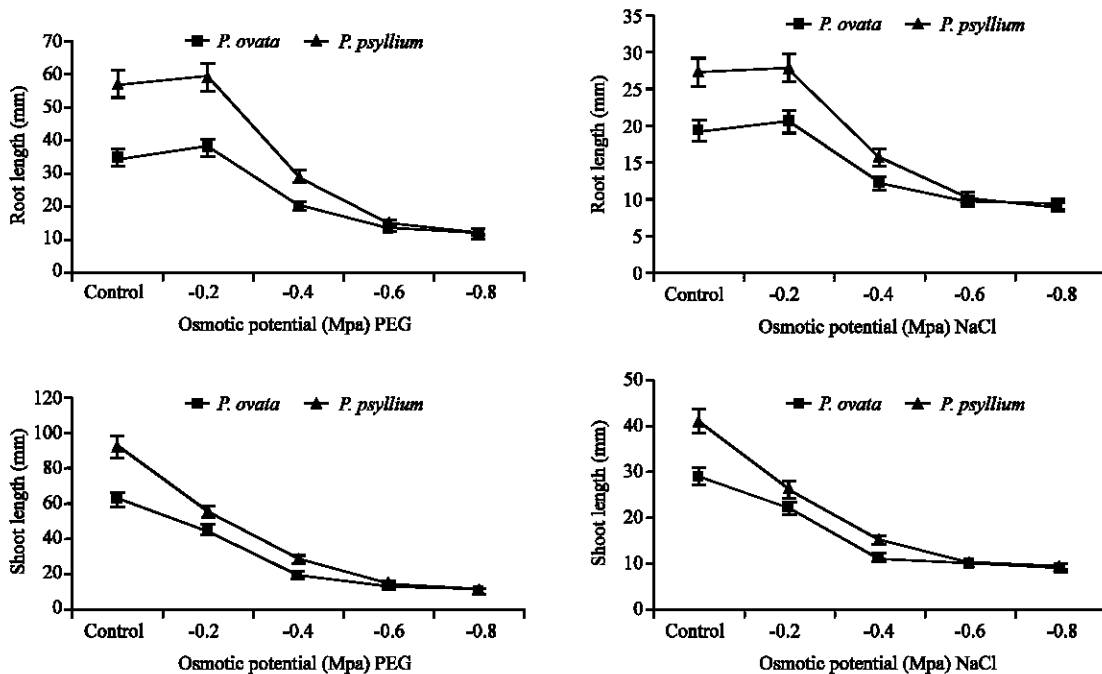 P. ovata P. psyllium
Root length (mm)
70
60
50
40
30
20
10
0
Control -0.2 -0.4 -0.6 -0.8
Osmotic potential (Mpa) PEG
P. ovata P. psyllium
Root length (mm)
35
30
25
20
15
10
5
0
Control -0.2 -0.4 -0.6 -0.8
Osmotic potential (Mpa) NaCl
P. ovata P. psyllium
Shoot length (mm)
120
100
80
60
40
20
0
Control -0.2 -0.4 -0.6 -0.8
Osmotic potential (Mpa) PEG
P. ovata P. psyllium
Shoot length (mm)
50
40
30
20
10
0
Control -0.2 -0.4 -0.6 -0.8
Osmotic potential (Mpa) NaCl